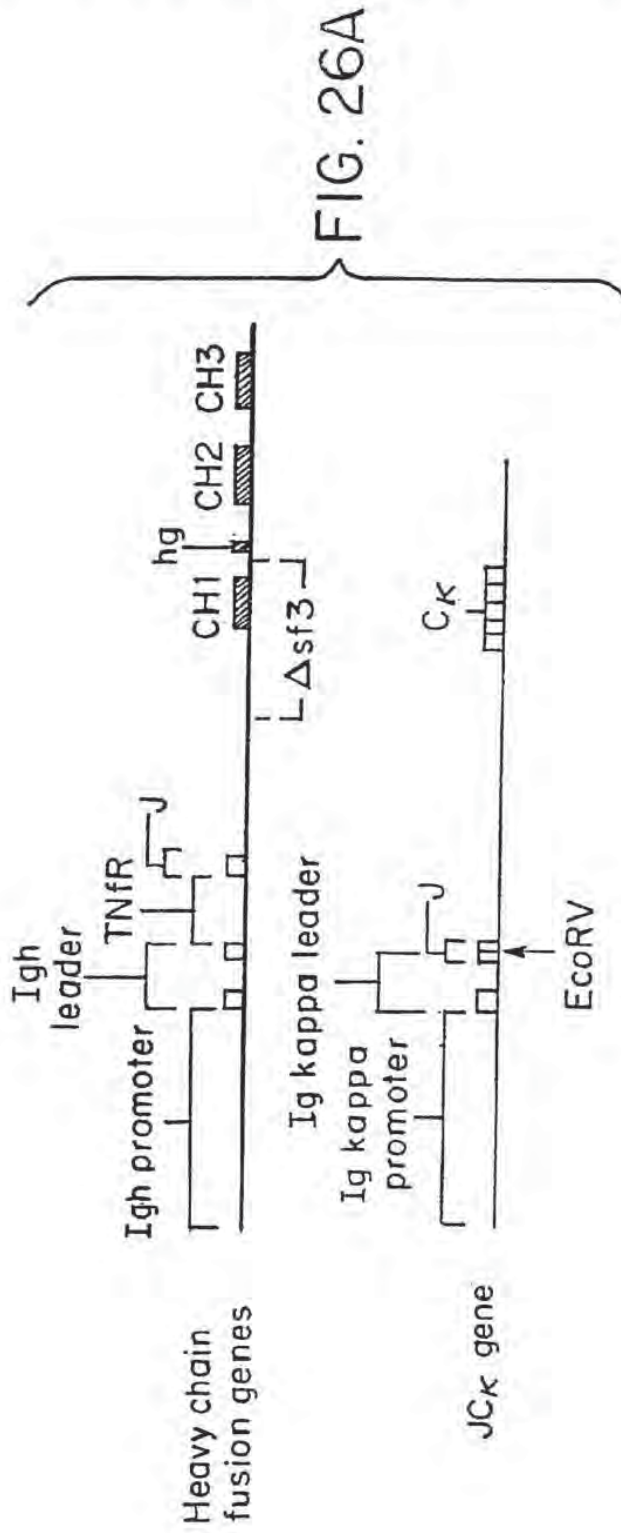 Heavy chain
fusion genes
Igh promoter
Igh
leader
TNfR
J
Δsf3
CH1
hg
CH2
CH3
JCκ gene
Ig kappa
promoter
Ig kappa leader
J
EcoRV
Cκ
FIG. 26A